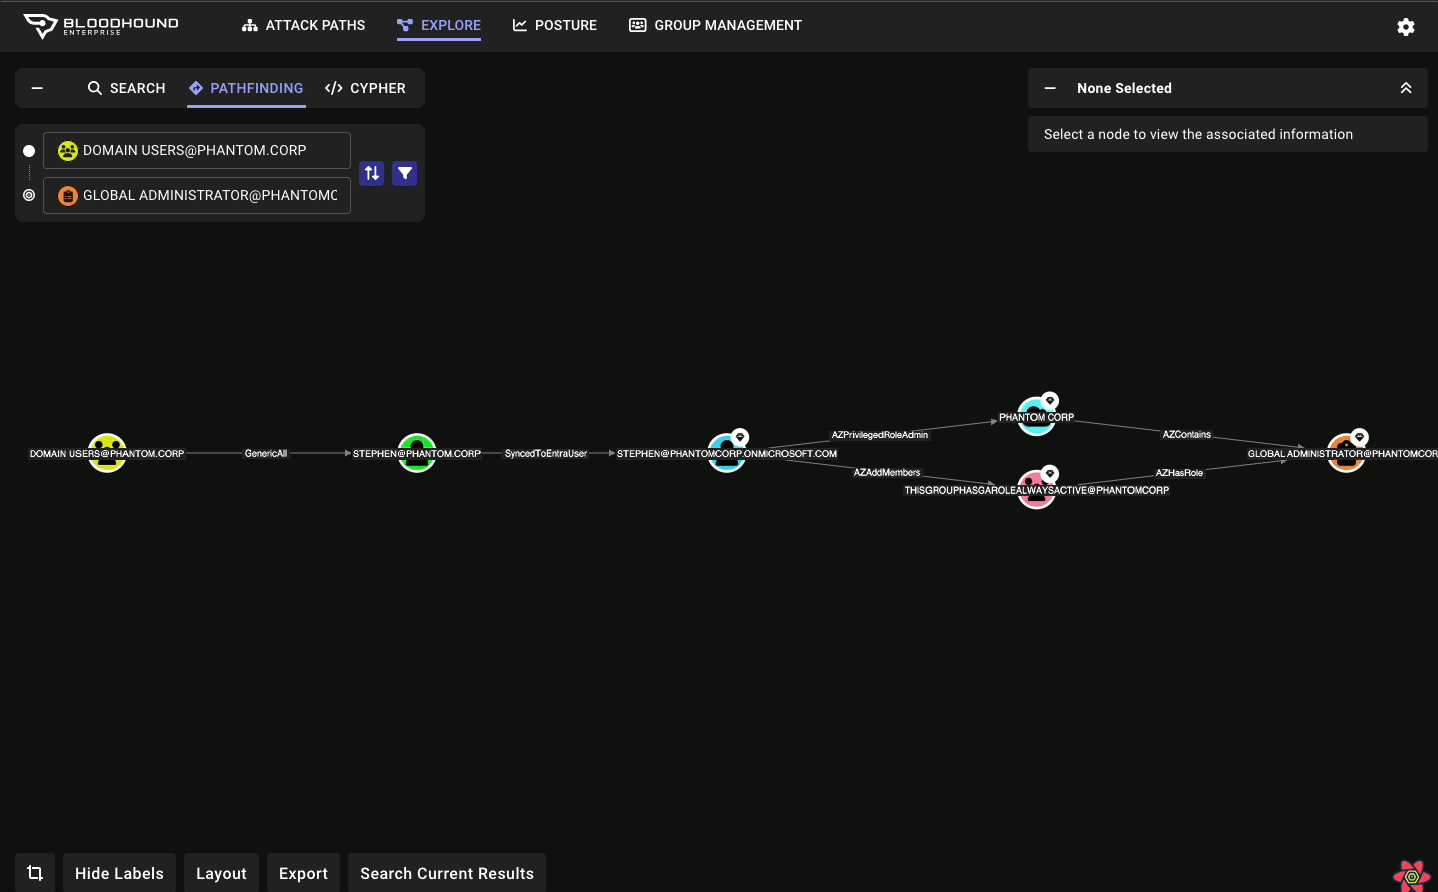 BLOODHOUND
ENTERPRISE
ATTACK PATHS
EXPLORE
POSTURE
GROUP MANAGEMENT
SEARCH
PATHFINDING
CYPHER
None Selected
Select a node to view the associated information
DOMAIN USERS@PHANTOM.CORP
GLOBAL ADMINISTRATOR@PHANTOMC
PHANTOM CORP
AZPrivilegedRoleAdmin
AZContains
DOMAIN USERS@PHANTOM.CORP
GenericAll
STEPHEN@PHANTOM.CORP
SyncedToEntraUser
STEPHEN@PHANTOMCORP.ONMICROSOFT.COM
GLOBAL ADMINISTRATOR@PHANTOMCOR
AZAddMembers
AZHasRole
THISGROUPHASGAROLEALWAYSACTIVE@PHANTOMCORP
Hide Labels
Layout
Export
Search Current Results